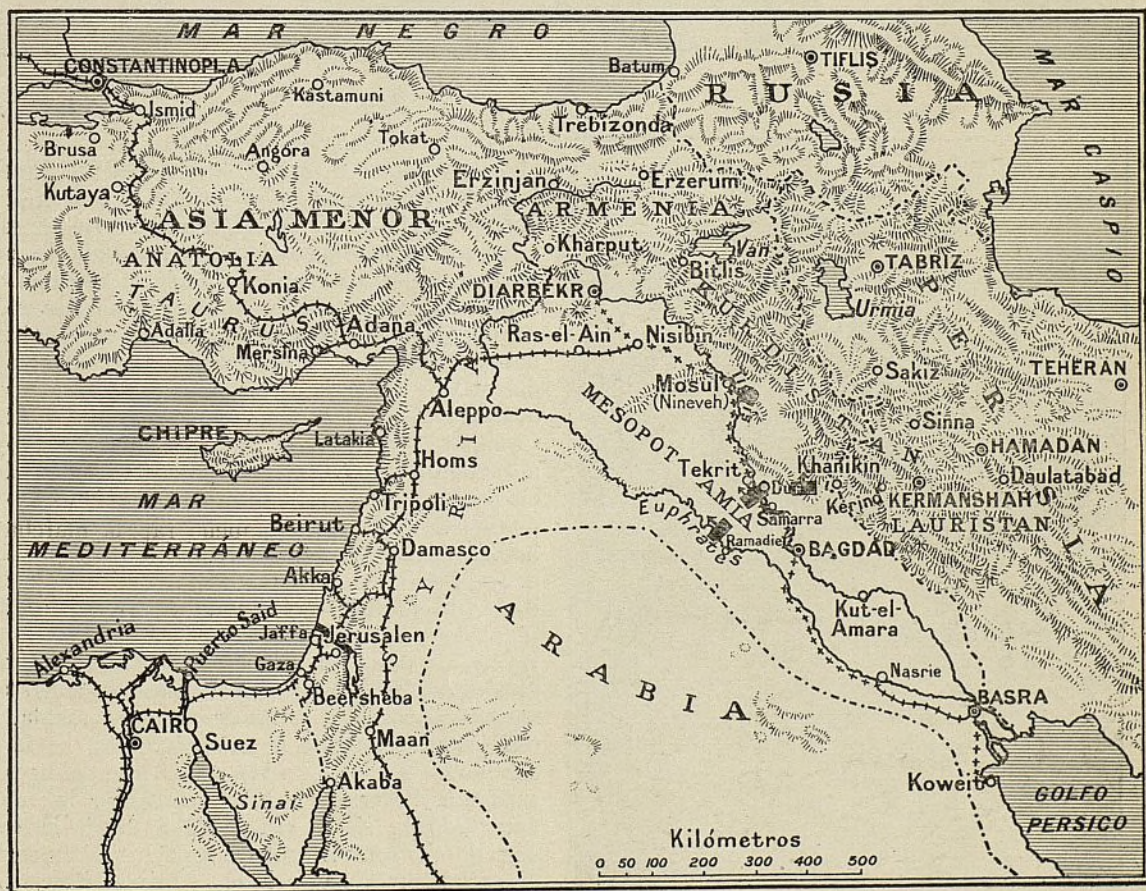 MAR NEGRO
CONSTANTINOPLA
Ismid
Brusa
Kastamuni
Batum
TIFLIS
RUSIA
MAR CASPIO
Trebizonda
Tokat
Angora
Kutaya
Erzinjan
Erzerum
ASIA MENOR
ARMENIA
Kharput
Van
Bitlis
TABRIZ
ANATOLIA
Konia
DIARBEKR
KURDISTAN
Urmia
PERSIA
TAURUS
Adalia
Adana
Mersina
Ras-el-Ain
Nisibin
Sakiz
TEHERAN
Mosul
(Nineveh)
Aleppo
MESOPOTAMIA
Sinna
CHIPRE
Latakia
SYRIA
HAMADAN
Homs
Tekrit
Khanikin
Daulatabad
MAR
MEDITERRÁNEO
Tripoli
Kerind
KERMANSHAH
Samarra
LAURISTAN
Beirut
Euphrates
Ramadie
Damasco
BAGDAD
Akka
ARABIA
Kut-el-
Amara
Alexandria
Puerto Said
Jaffa
Jerusalen
Gaza
Beersheba
Nasrie
BASRA
CAIRO
Suez
Maan
Akaba
Sinai
Koweit
GOLFO
PERSICO
Kilómetros
0 50 100 200 300 400 500